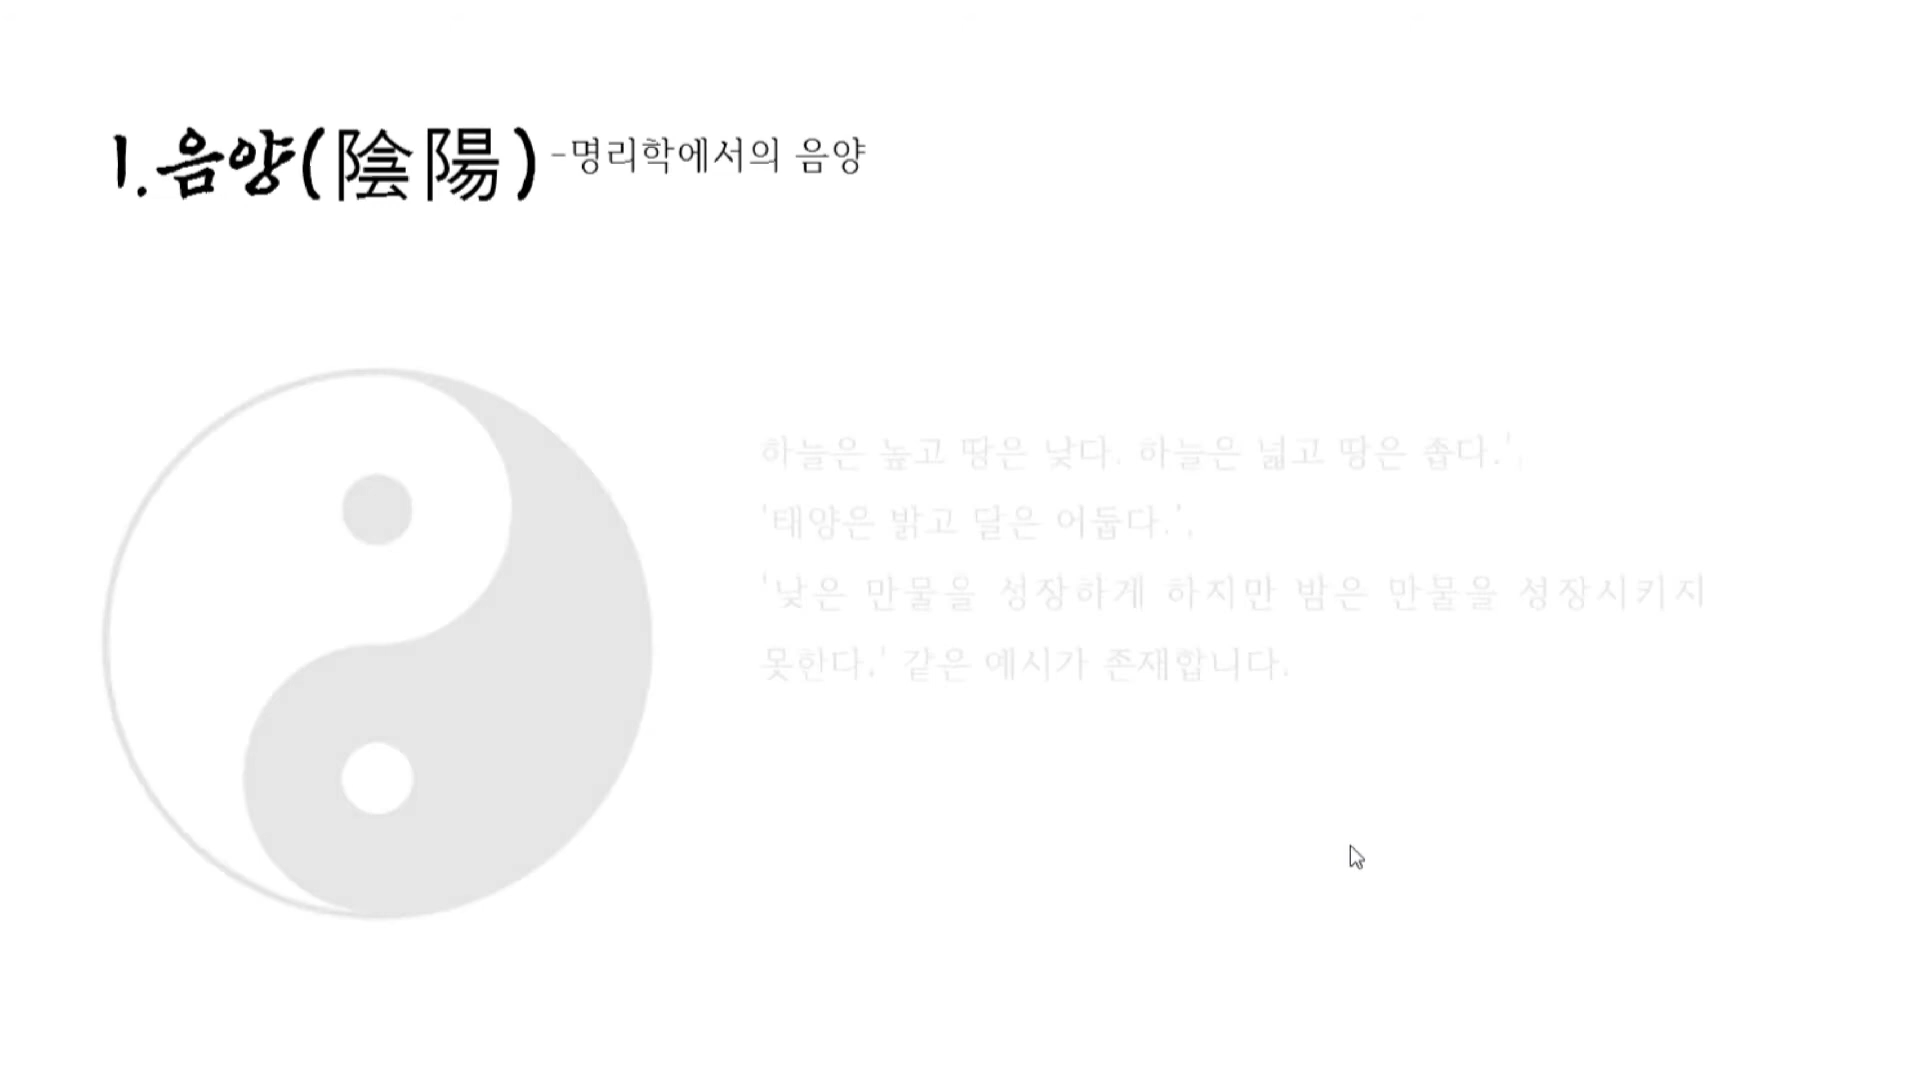 1.음양(陰陽) -명리학에서의 음양
하늘은 높고 땅은 낮다. 하늘은 넓고 땅은 좁다.',
'태양은 밝고 달은 어둡다.',
'낮은 만물을 성장하게 하지만 밤은 만물을 성장시키지
못한다.' 같은 예시가 존재합니다.